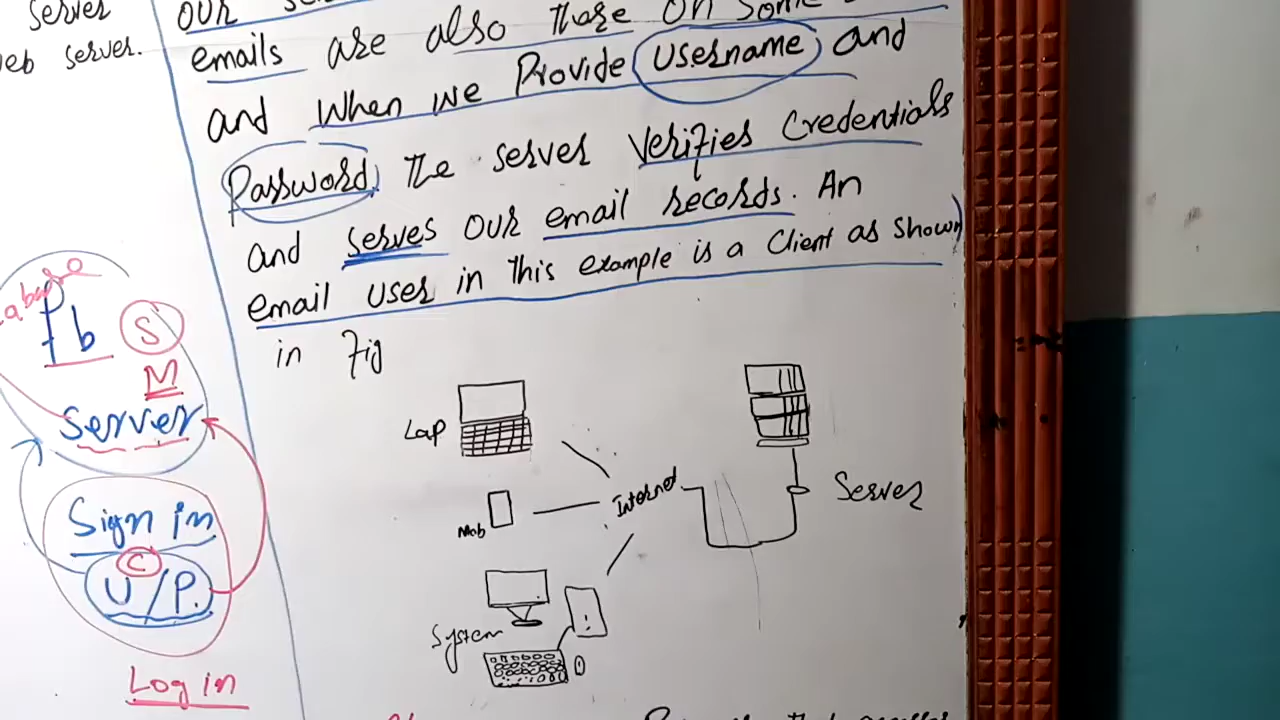 server
web server.
our
emails are also there on some
and when we Provide Username and
Password, The server verifies Credentials
and serves our email records. An
email user in this example is a Client as shown)
in Fig
fb
S
M
Server
Sign in
C
U/P.
Log in
Lap
Mob
System
Internet
Server